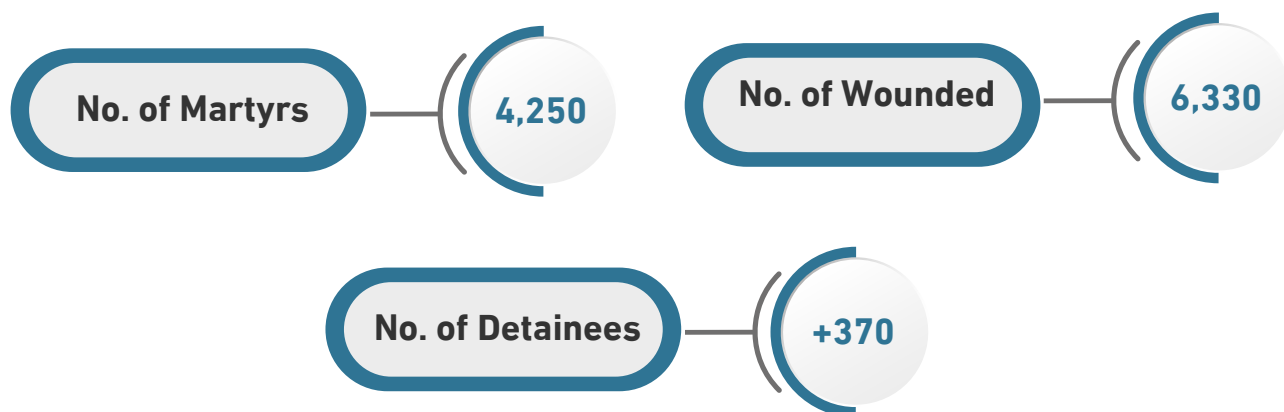 No. of Martyrs
4,250
No. of Wounded
6,330
No. of Detainees
+370